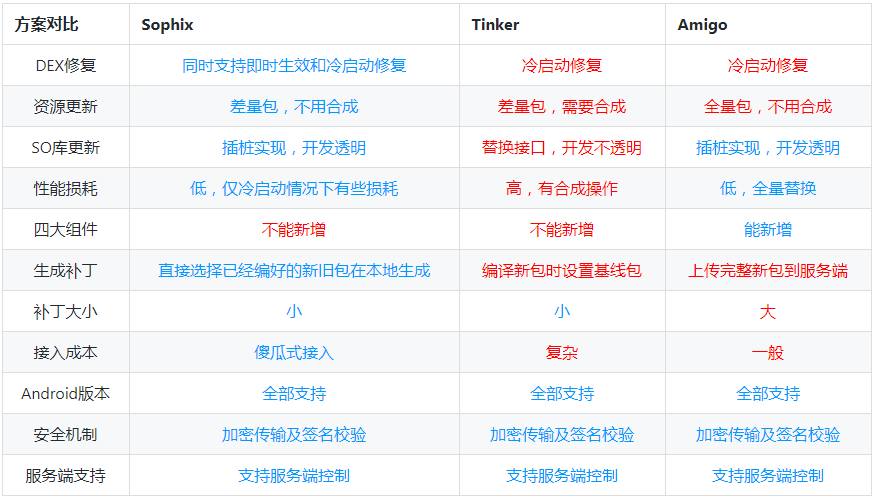 方案对比 Sophix Tinker Amigo
DEX修复 同时支持即时生效和冷启动修复 冷启动修复 冷启动修复
资源更新 差量包，不用合成 差量包，需要合成 全量包，不用合成
SO库更新 插桩实现，开发透明 替换接口，开发不透明 插桩实现，开发透明
性能损耗 低，仅冷启动情况下有些损耗 高，有合成操作 低，全量替换
四大组件 不能新增 不能新增 能新增
生成补丁 直接选择已经编好的新旧包在本地生成 编译新包时设置基线包 上传完整新包到服务端
补丁大小 小 小 大
接入成本 傻瓜式接入 复杂 一般
Android版本 全部支持 全部支持 全部支持
安全机制 加密传输及签名校验 加密传输及签名校验 加密传输及签名校验
服务端支持 支持服务端控制 支持服务端控制 支持服务端控制